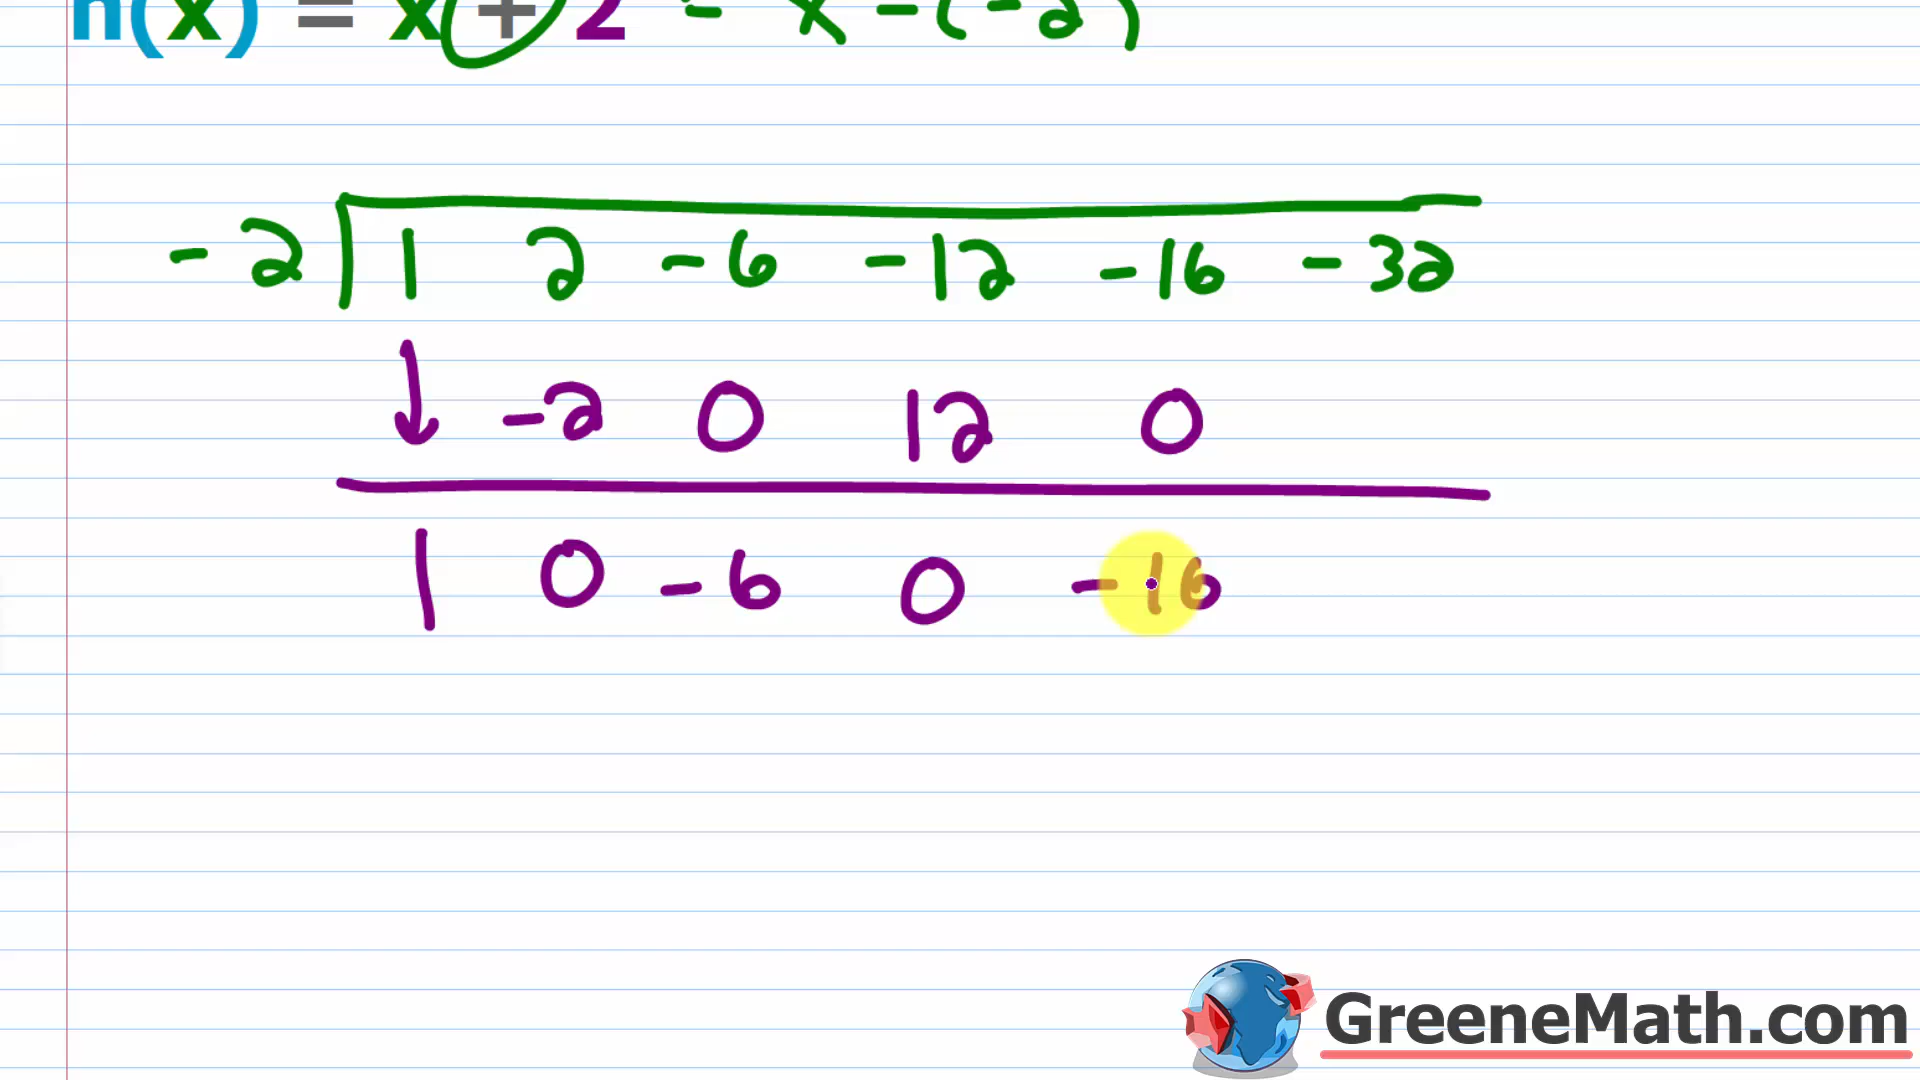 h(x) = x + 2 = x - (-2)
-2 1 2 -6 -12 -16 -32
-2 0 12 0
1 0 -6 0 -16
GreeneMath.com